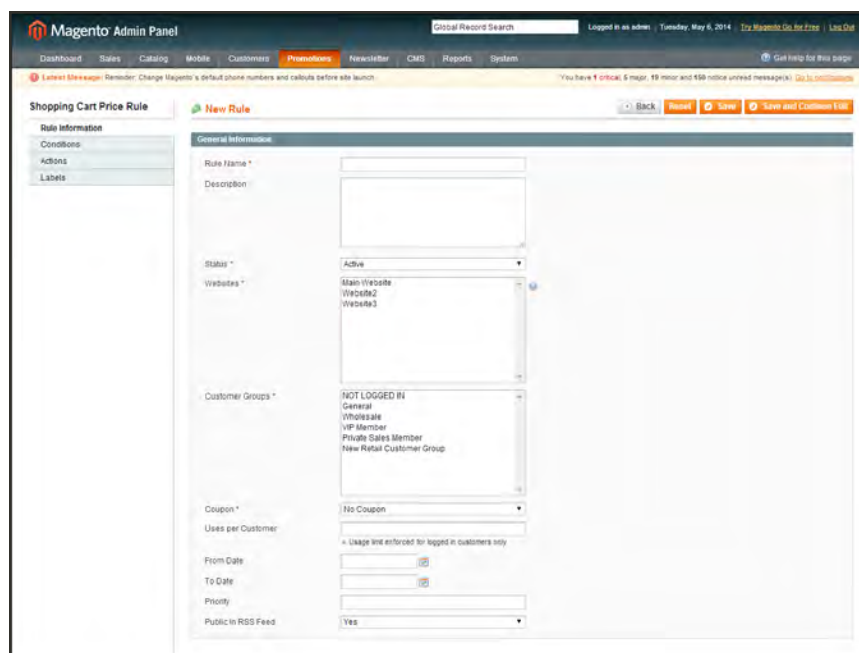 Magento Admin Panel
Global Record Search
Logged in as admin | Tuesday, May 6, 2014 | Try Magento Go for Free | Log Out
Dashboard Sales Catalog Mobile Customers Promotions Newsletter CMS Reports System
Get help for this page
Latest Message: Reminder: Change Magento's default phone numbers and callouts before site launch
You have 1 critical, 5 major, 19 minor and 150 notice unread message(s). Go to notifications
Shopping Cart Price Rule
New Rule
Back Reset Save Save and Continue Edit
Rule Information
Conditions
Actions
Labels
General Information
Rule Name *
Description
Status *
Active
Websites *
Main Website
Website2
Website3
Customer Groups *
NOT LOGGED IN
General
Wholesale
VIP Member
Private Sales Member
New Retail Customer Group
Coupon *
No Coupon
Uses per Customer
Usage limit enforced for logged in customers only
From Date
To Date
Priority
Public In RSS Feed
Yes